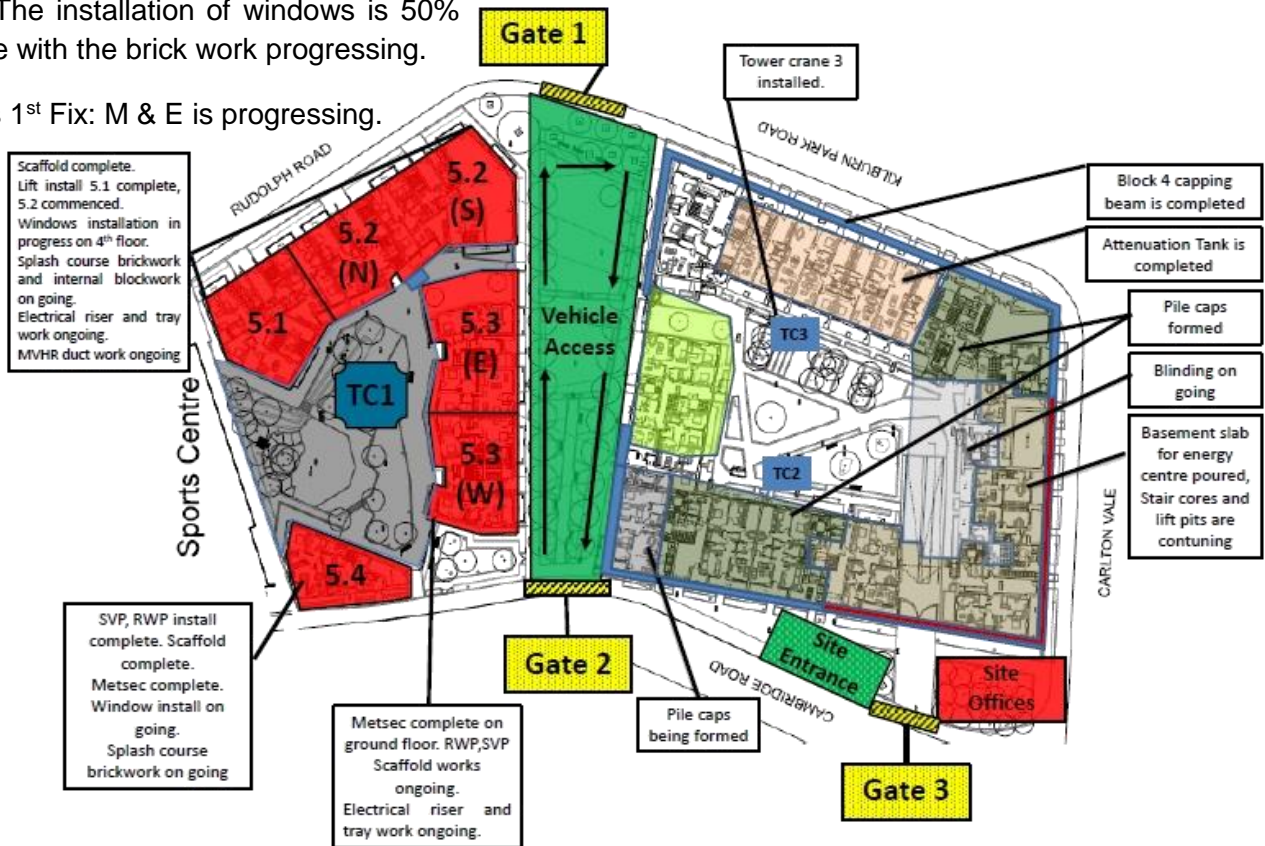 The installation of windows is 50%
e with the brick work progressing.
s 1st Fix: M & E is progressing.
Gate 1
Tower crane 3
installed.
KILBURN PARK ROAD
RUDOLPH ROAD
Scaffold complete.
Lift install 5.1 complete,
5.2 commenced.
Windows installation in
progress on 4th floor.
Splash course brickwork
and internal blockwork
on going.
Electrical riser and tray
work ongoing.
MVHR duct work ongoing
5.2
(S)
5.2
(N)
5.1
5.3
(E)
5.3
(W)
5.4
TC1
Sports Centre
Vehicle
Access
TC3
TC2
Block 4 capping
beam is completed
Attenuation Tank is
completed
Pile caps
formed
Blinding on
going
Basement slab
for energy
centre poured,
Stair cores and
lift pits are
contuning
CARLTON VALE
SVP, RWP install
complete. Scaffold
complete.
Metsec complete.
Window install on
going.
Splash course
brickwork on going
Metsec complete on
ground floor. RWP,SVP
Scaffold works
ongoing.
Electrical riser and
tray work ongoing.
Gate 2
Pile caps
being formed
CAMBRIDGE ROAD
Site
Entrance
Site
Offices
Gate 3